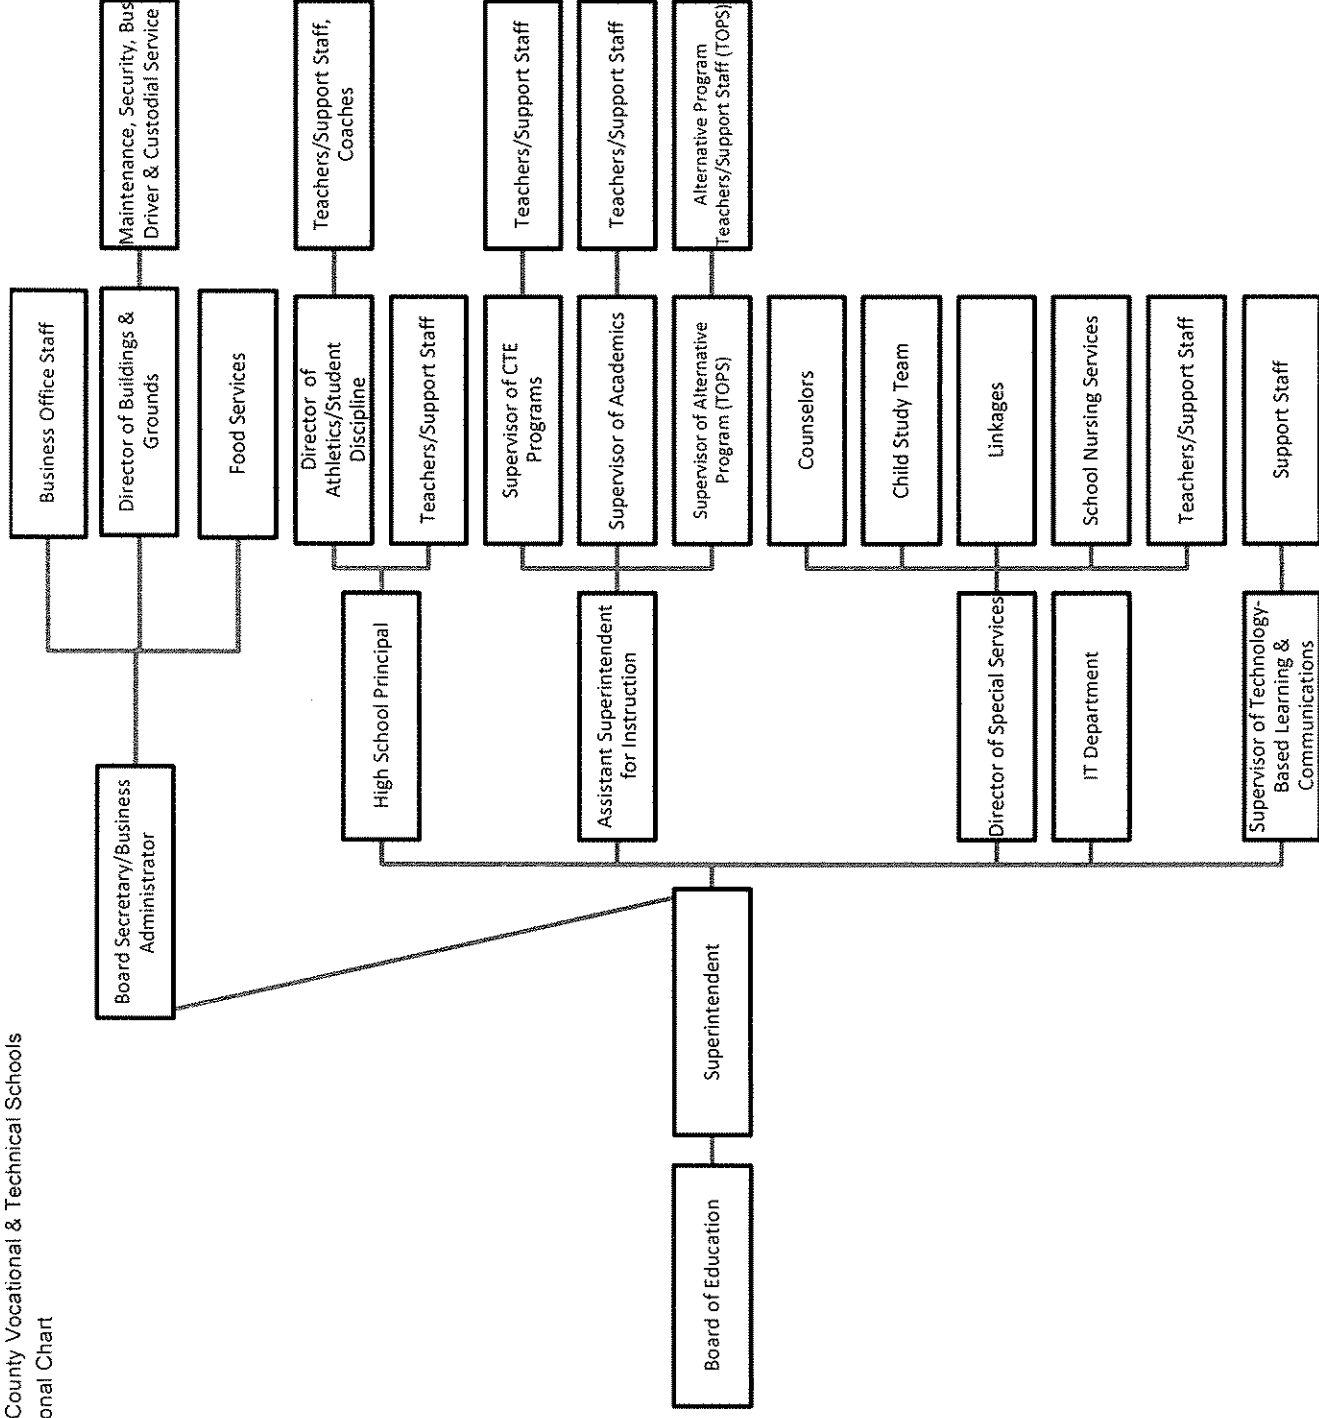 County Vocational & Technical Schools
onal Chart
Board of Education
Superintendent
Board Secretary/Business
Administrator
Business Office Staff
Director of Buildings &
Grounds
Maintenance, Security, Bus
Driver & Custodial Service
Food Services
High School Principal
Director of
Athletics/Student
Discipline
Teachers/Support Staff,
Coaches
Teachers/Support Staff
Assistant Superintendent
for Instruction
Supervisor of CTE
Programs
Teachers/Support Staff
Supervisor of Academics
Teachers/Support Staff
Supervisor of Alternative
Program (TOPS)
Alternative Program
Teachers/Support Staff (TOPS)
Director of Special Services
Counselors
Child Study Team
Linkages
School Nursing Services
Teachers/Support Staff
IT Department
Supervisor of Technology-
Based Learning &
Communications
Support Staff